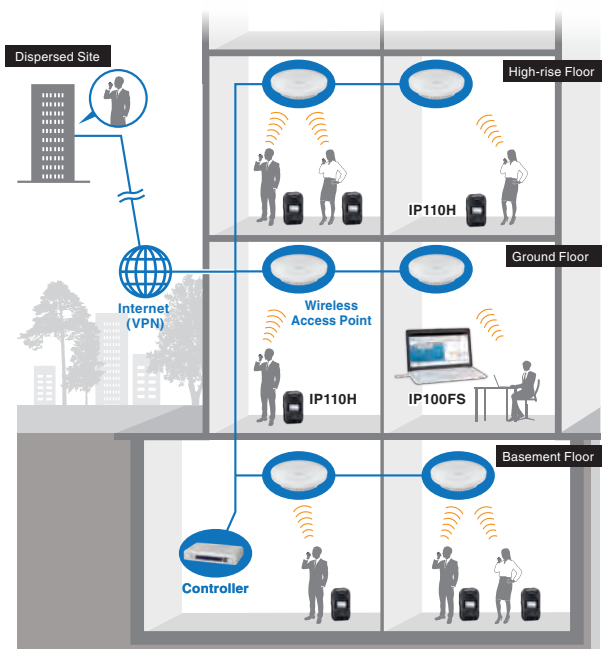 Dispersed Site
High-rise Floor
IP110H
Ground Floor
Internet
(VPN)
Wireless
Access Point
IP110H
IP100FS
Basement Floor
Controller